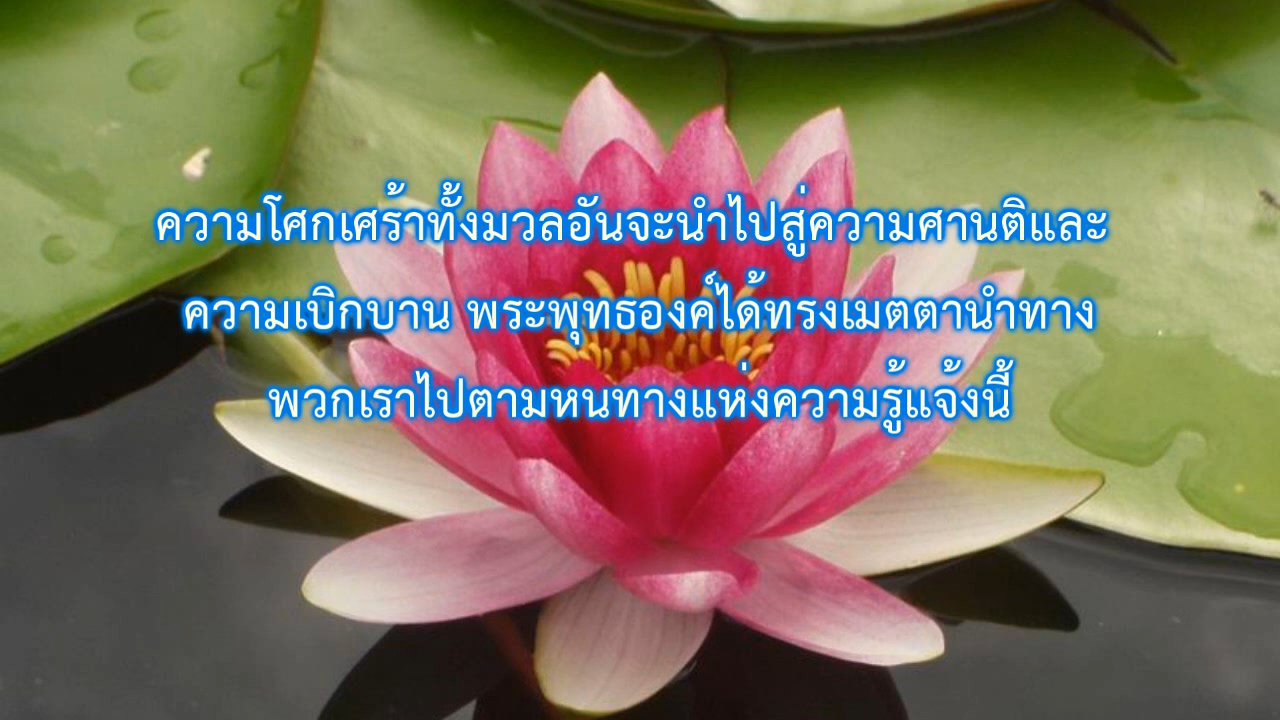 ความโศกเศร้าทั้งมวลอันจะนำไปสู่ความศานติและ
ความเบิกบาน พระพุทธองค์ได้ทรงเมตตานำทาง
พวกเราไปตามหนทางแห่งความรู้แจ้งนี้